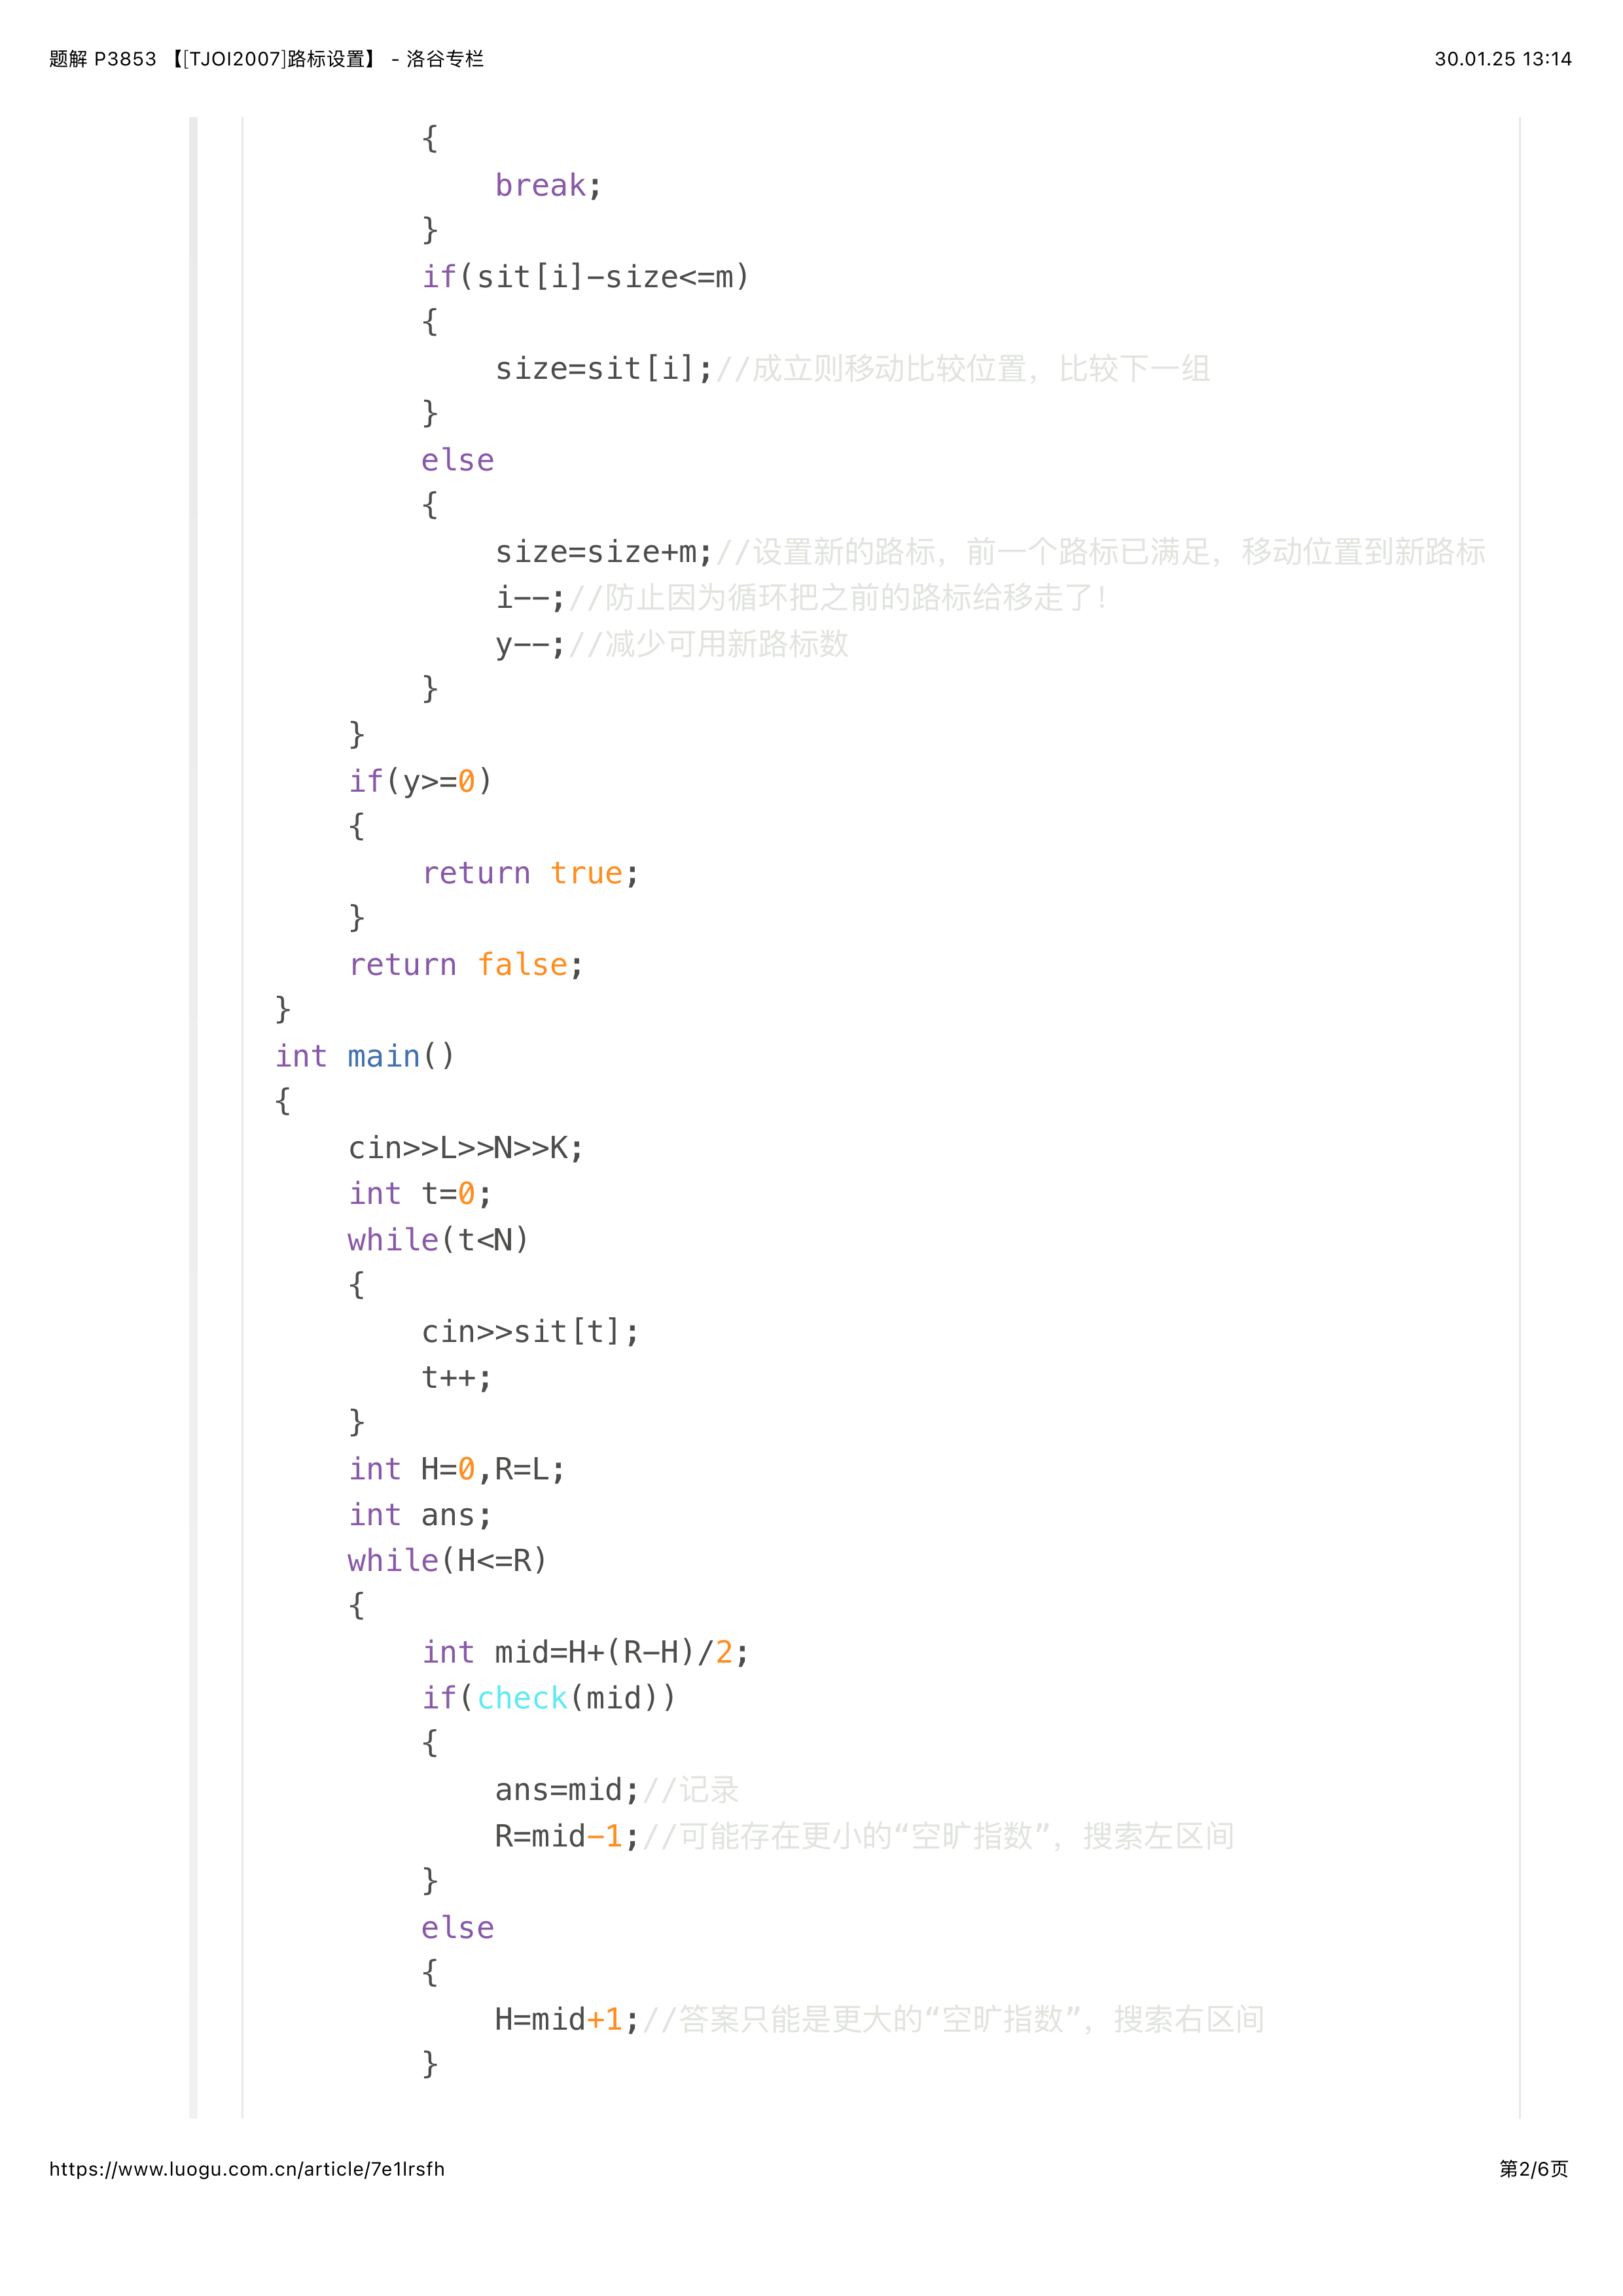 题解 P3853 【[TJOI2007]路标设置】 - 洛谷专栏
30.01.25 13:14
{
break;
}
if(sit[i]-size<=m)
{
size=sit[i];//成立则移动比较位置，比较下一组
}
else
{
size=size+m;//设置新的路标，前一个路标已满足，移动位置到新路标
i--;//防止因为循环把之前的路标给移走了！
y--;//减少可用新路标数
}
}
if(y>=0)
{
return true;
}
return false;
}
int main()
{
cin>>L>>N>>K;
int t=0;
while(t<N)
{
cin>>sit[t];
t++;
}
int H=0,R=L;
int ans;
while(H<=R)
{
int mid=H+(R-H)/2;
if(check(mid))
{
ans=mid;//记录
R=mid-1;//可能存在更小的“空旷指数”，搜索左区间
}
else
{
H=mid+1;//答案只能是更大的“空旷指数”，搜索右区间
}
https://www.luogu.com.cn/article/7e1lrsfh
第2/6页